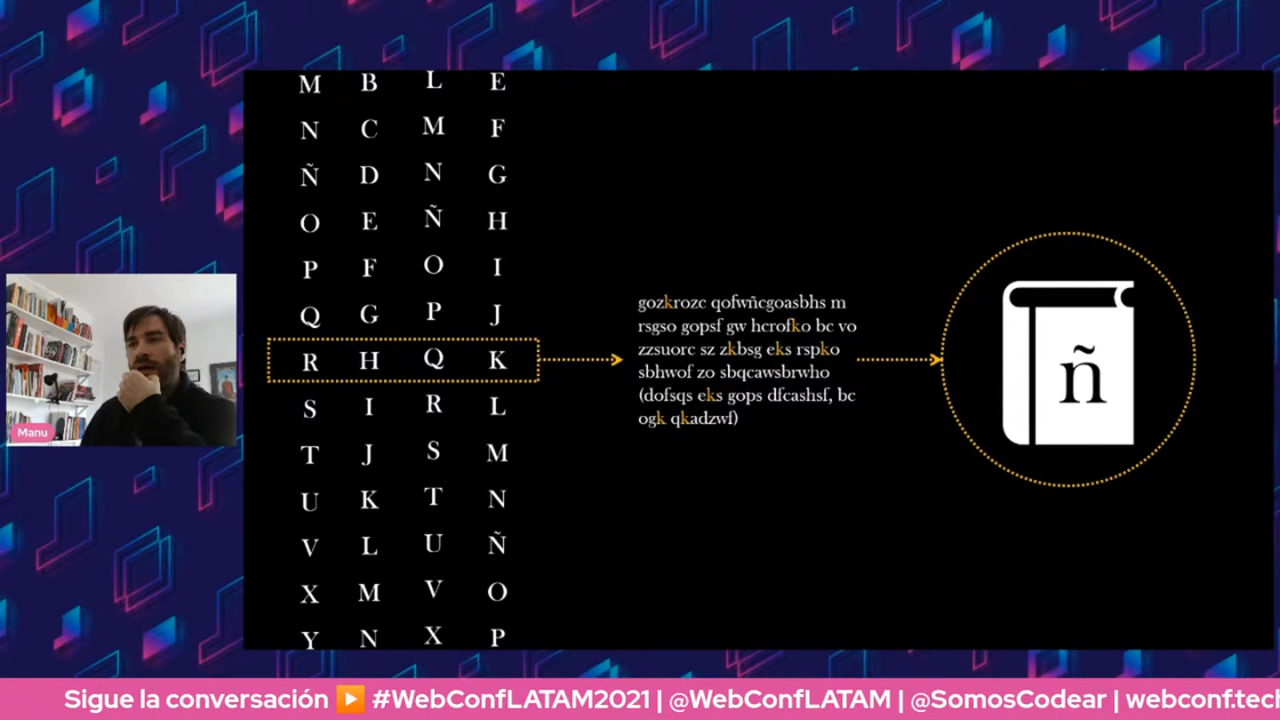 M B L E
N C M F
Ñ D N G
O E Ñ H
P F O I
Q G P J
R H Q K
S I R L
T J S M
U K T N
V L U Ñ
X M V O
Y N X P
gozkrozc qofwñcgoasbhs m
rsgso gopsf gw hcrofko bc vo
zzsuorc sz zkbsg eks rspko
sbhwof zo sbqcawsbrwho
(dofsqs eks gops dfcashsf, bc
ogk qkadzwf)
ñ
Manu
Sigue la conversación ▶️ #WebConfLATAM2021 | @WebConfLATAM | @SomosCodear | webconf.tech